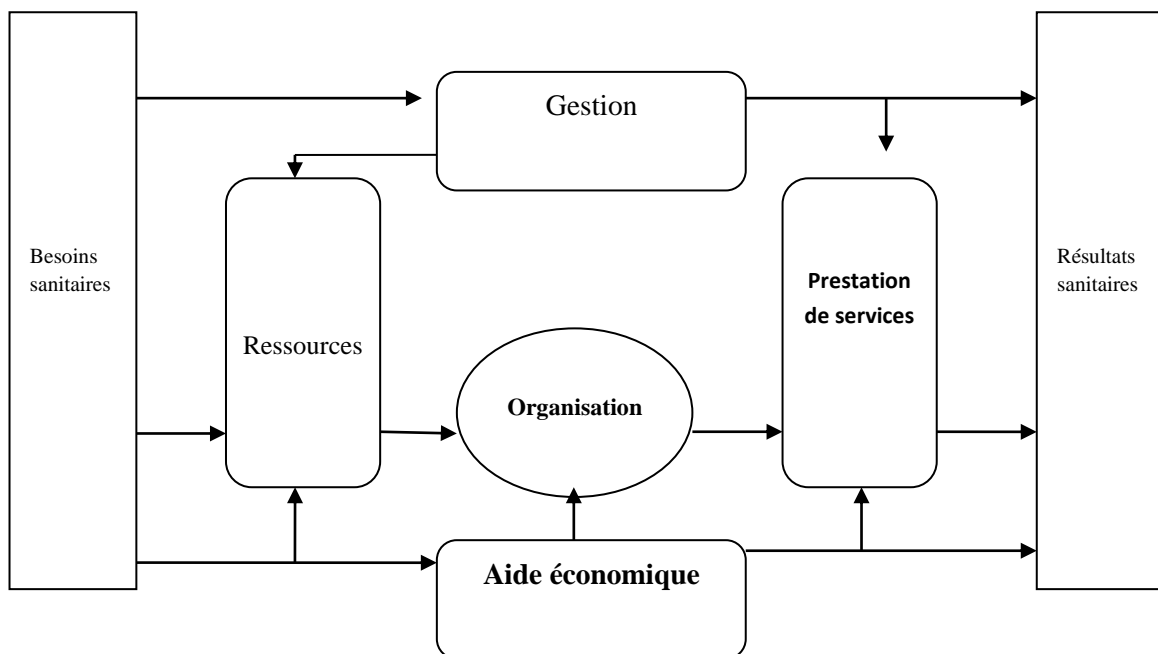 Gestion
Besoins
sanitaires
Ressources
Organisation
Prestation
de services
Résultats
sanitaires
Aide économique